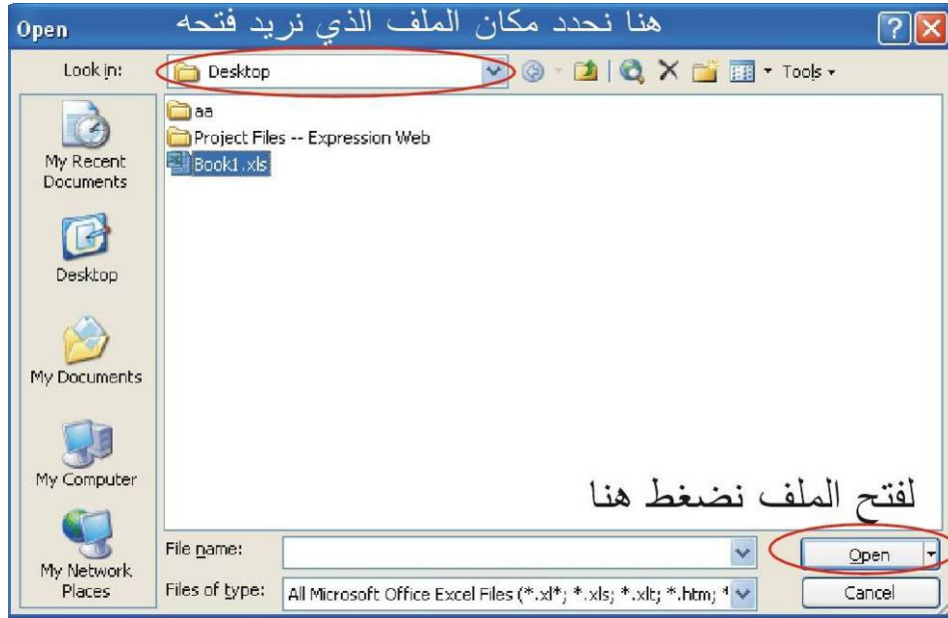 Open
هنا نحدد مكان الملف الذي نريد فتحه
Look in:
Desktop
Tools
aa
Project Files -- Expression Web
Book1.xls
My Recent
Documents
Desktop
My Documents
My Computer
My Network
Places
لفتح الملف نضغط هنا
File name:
Open
Files of type:
All Microsoft Office Excel Files (*.xl*; *.xls; *.xlt; *.htm; *
Cancel